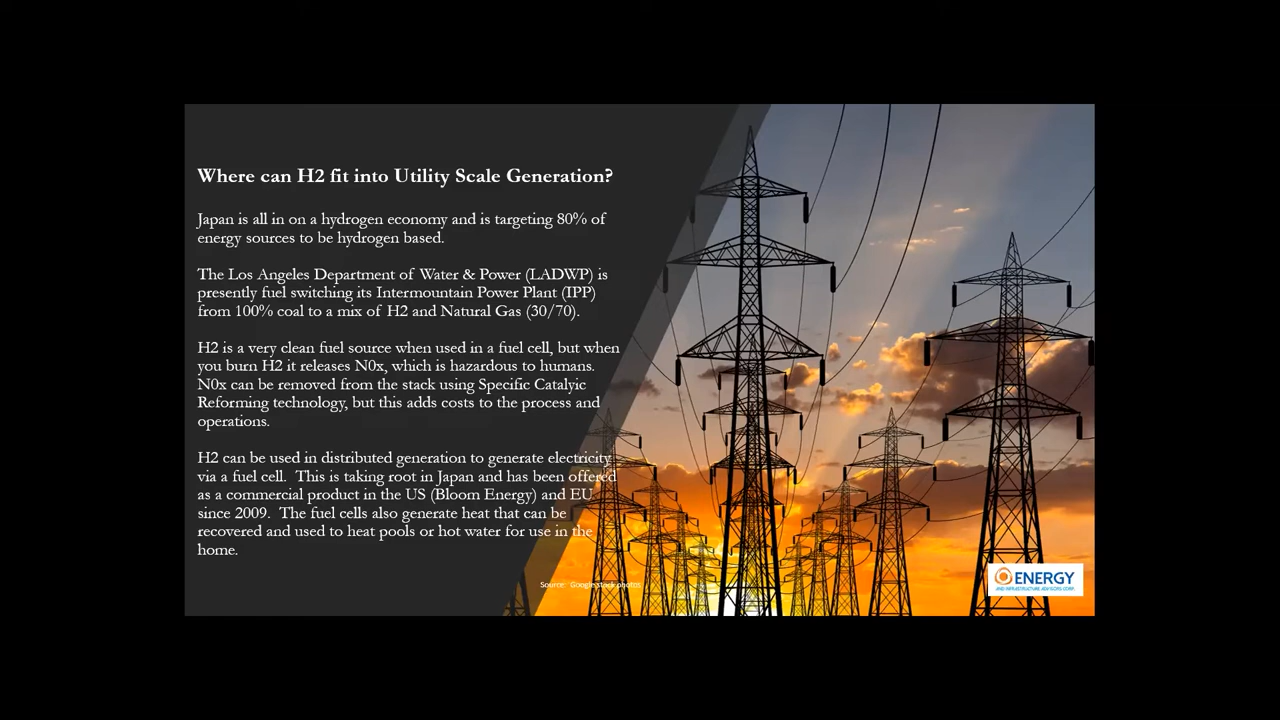 Where can H2 fit into Utility Scale Generation?
Japan is all in on a hydrogen economy and is targeting 80% of
energy sources to be hydrogen based.
The Los Angeles Department of Water & Power (LADWP) is
presently fuel switching its Intermountain Power Plant (IPP)
from 100% coal to a mix of H2 and Natural Gas (30/70).
H2 is a very clean fuel source when used in a fuel cell, but when
you burn H2 it releases N0x, which is hazardous to humans.
N0x can be removed from the stack using Specific Catalyic
Reforming technology, but this adds costs to the process and
operations.
H2 can be used in distributed generation to generate electricity
via a fuel cell.  This is taking root in Japan and has been offered
as a commercial product in the US (Bloom Energy) and EU
since 2009.  The fuel cells also generate heat that can be
recovered and used to heat pools or hot water for use in the
home.
Source:  Google stock photos
ENERGY
AND INFRASTRUCTURE ADVISORS CORP.